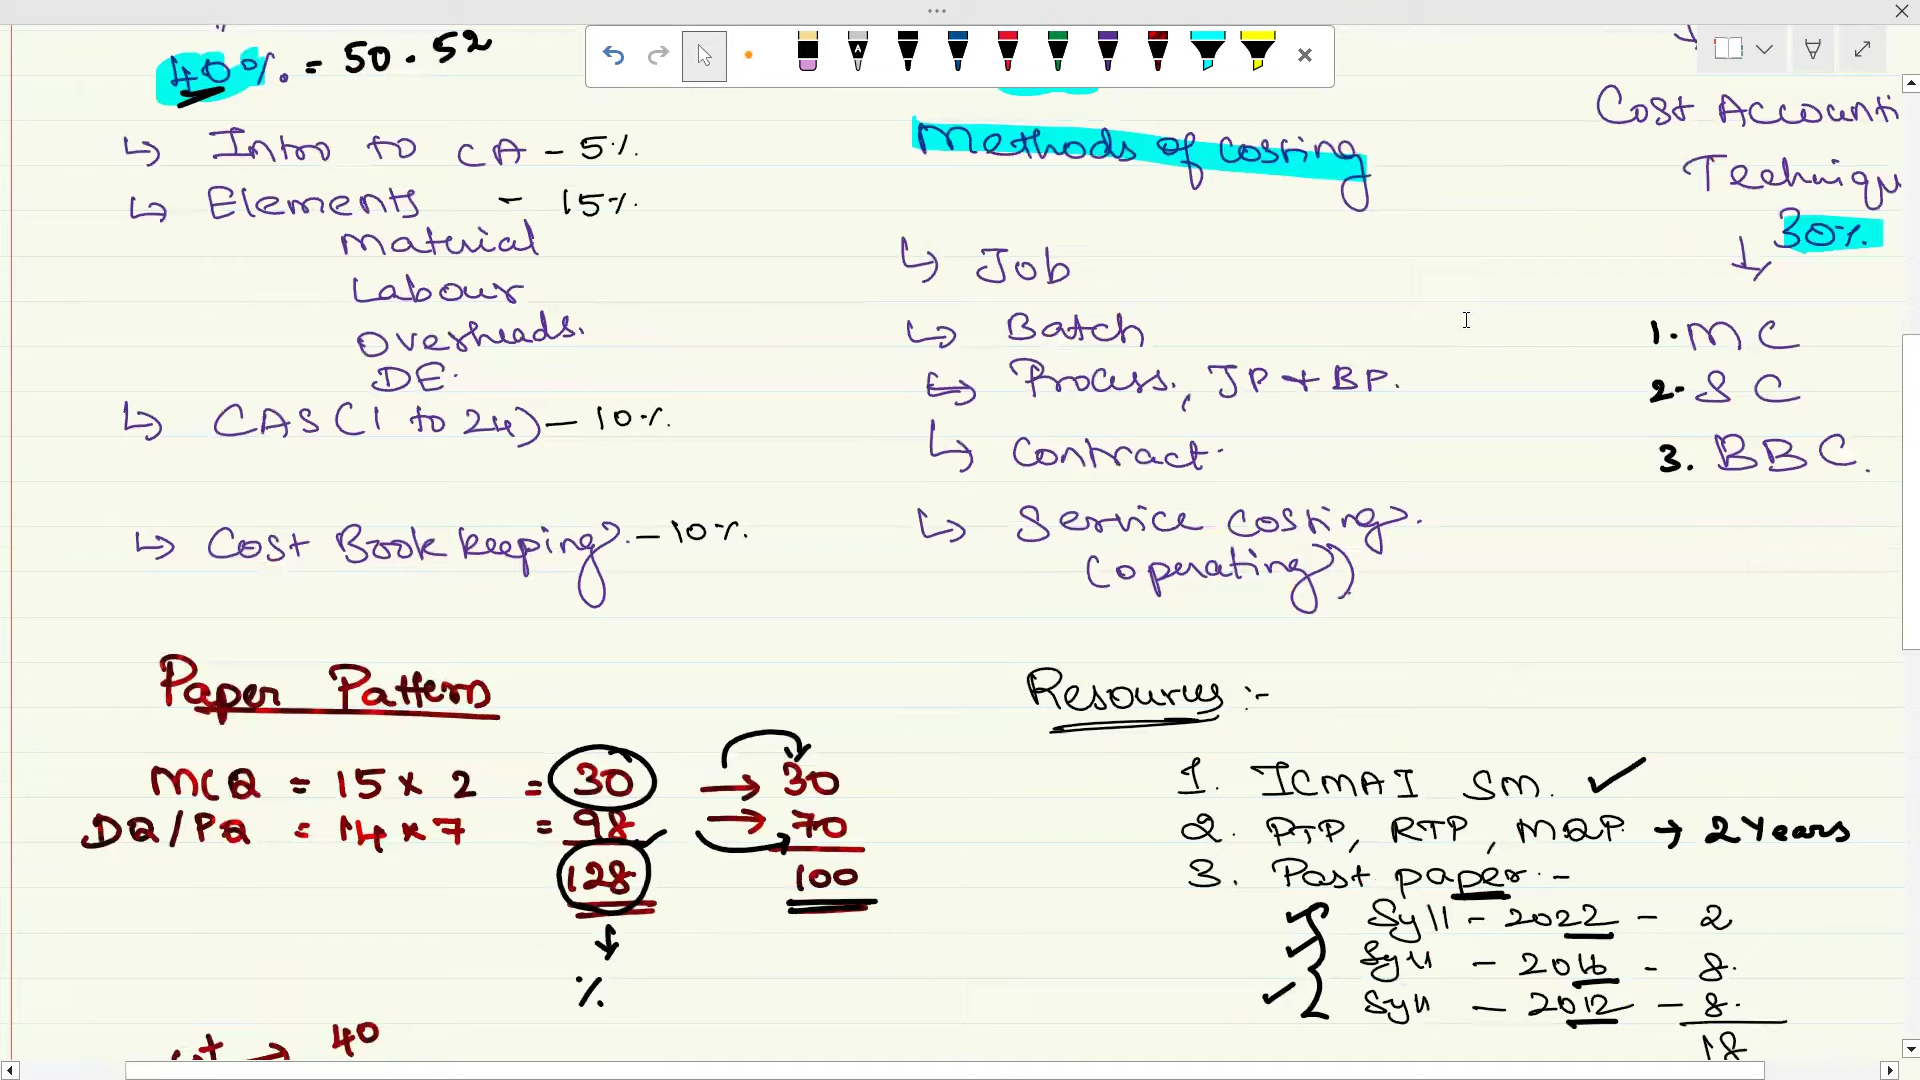 40% = 50.52
↳ Intro to CA - 5%
↳ Elements - 15%
Material
Labour
Overheads.
DE.
↳ CAS (1 to 24) - 10%
↳ Cost Book keeping. - 10%
Methods of costing
↳ Job
↳ Batch
↳ Process, JP + BP.
↳ Contract.
↳ Service costing.
(operating)
Cost Accounti
Techniqu
30%
1. MC
2. SC
3. BBC.
Paper Pattern
MCQ = 15 x 2 = 30 → 30
DQ/PQ = 14 x 7 = 98 → 70
128 100
%
→ 40
Resources :-
1. ICMAI SM. ✓
2. PTP, RTP, MQP. → 2 Years
3. Past paper -
Syll - 2022 - 2
Syll - 2016 - 8.
Syll - 2012 - 8.
18